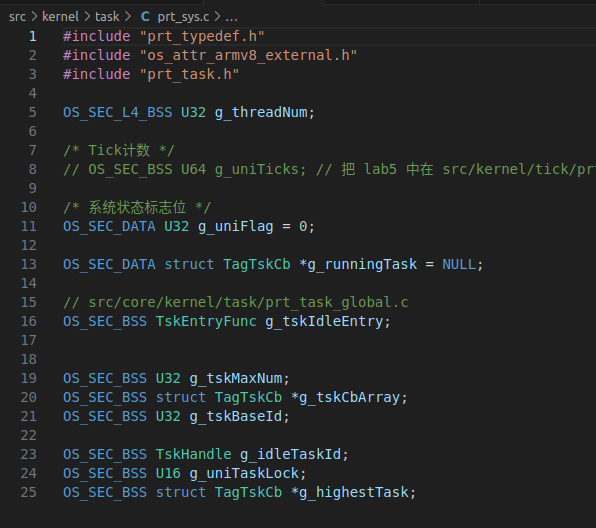 src > kernel > task > C prt_sys.c > ...
1 #include "prt_typedef.h"
2 #include "os_attr_armv8_external.h"
3 #include "prt_task.h"
4
5 OS_SEC_L4_BSS U32 g_threadNum;
6
7 /* Tick计数 */
8 // OS_SEC_BSS U64 g_uniTicks; // 把 lab5 中在 src/kernel/tick/prt
9
10 /* 系统状态标志位 */
11 OS_SEC_DATA U32 g_uniFlag = 0;
12
13 OS_SEC_DATA struct TagTskCb *g_runningTask = NULL;
14
15 // src/core/kernel/task/prt_task_global.c
16 OS_SEC_BSS TskEntryFunc g_tskIdleEntry;
17
18
19 OS_SEC_BSS U32 g_tskMaxNum;
20 OS_SEC_BSS struct TagTskCb *g_tskCbArray;
21 OS_SEC_BSS U32 g_tskBaseId;
22
23 OS_SEC_BSS TskHandle g_idleTaskId;
24 OS_SEC_BSS U16 g_uniTaskLock;
25 OS_SEC_BSS struct TagTskCb *g_highestTask;